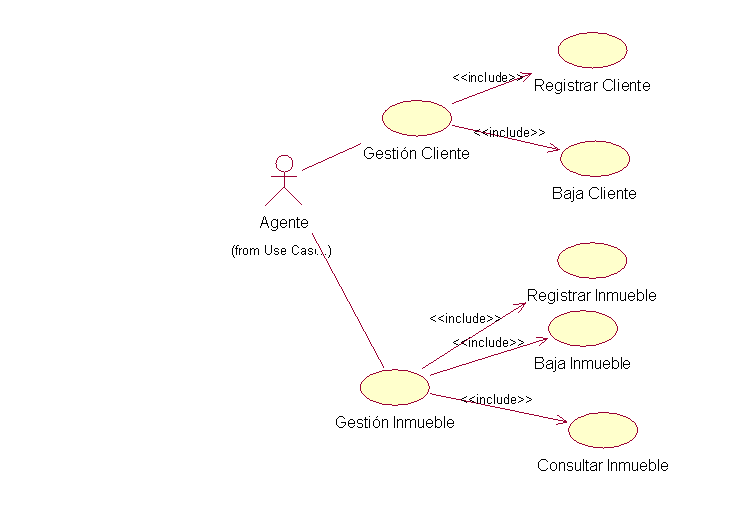 <<include>>
Registrar Cliente
<<include>>
Gestión Cliente
Baja Cliente
Agente
(from Use Cas...)
Registrar Inmueble
<<include>>
<<include>>
Baja Inmueble
<<include>>
Gestión Inmueble
Consultar Inmueble